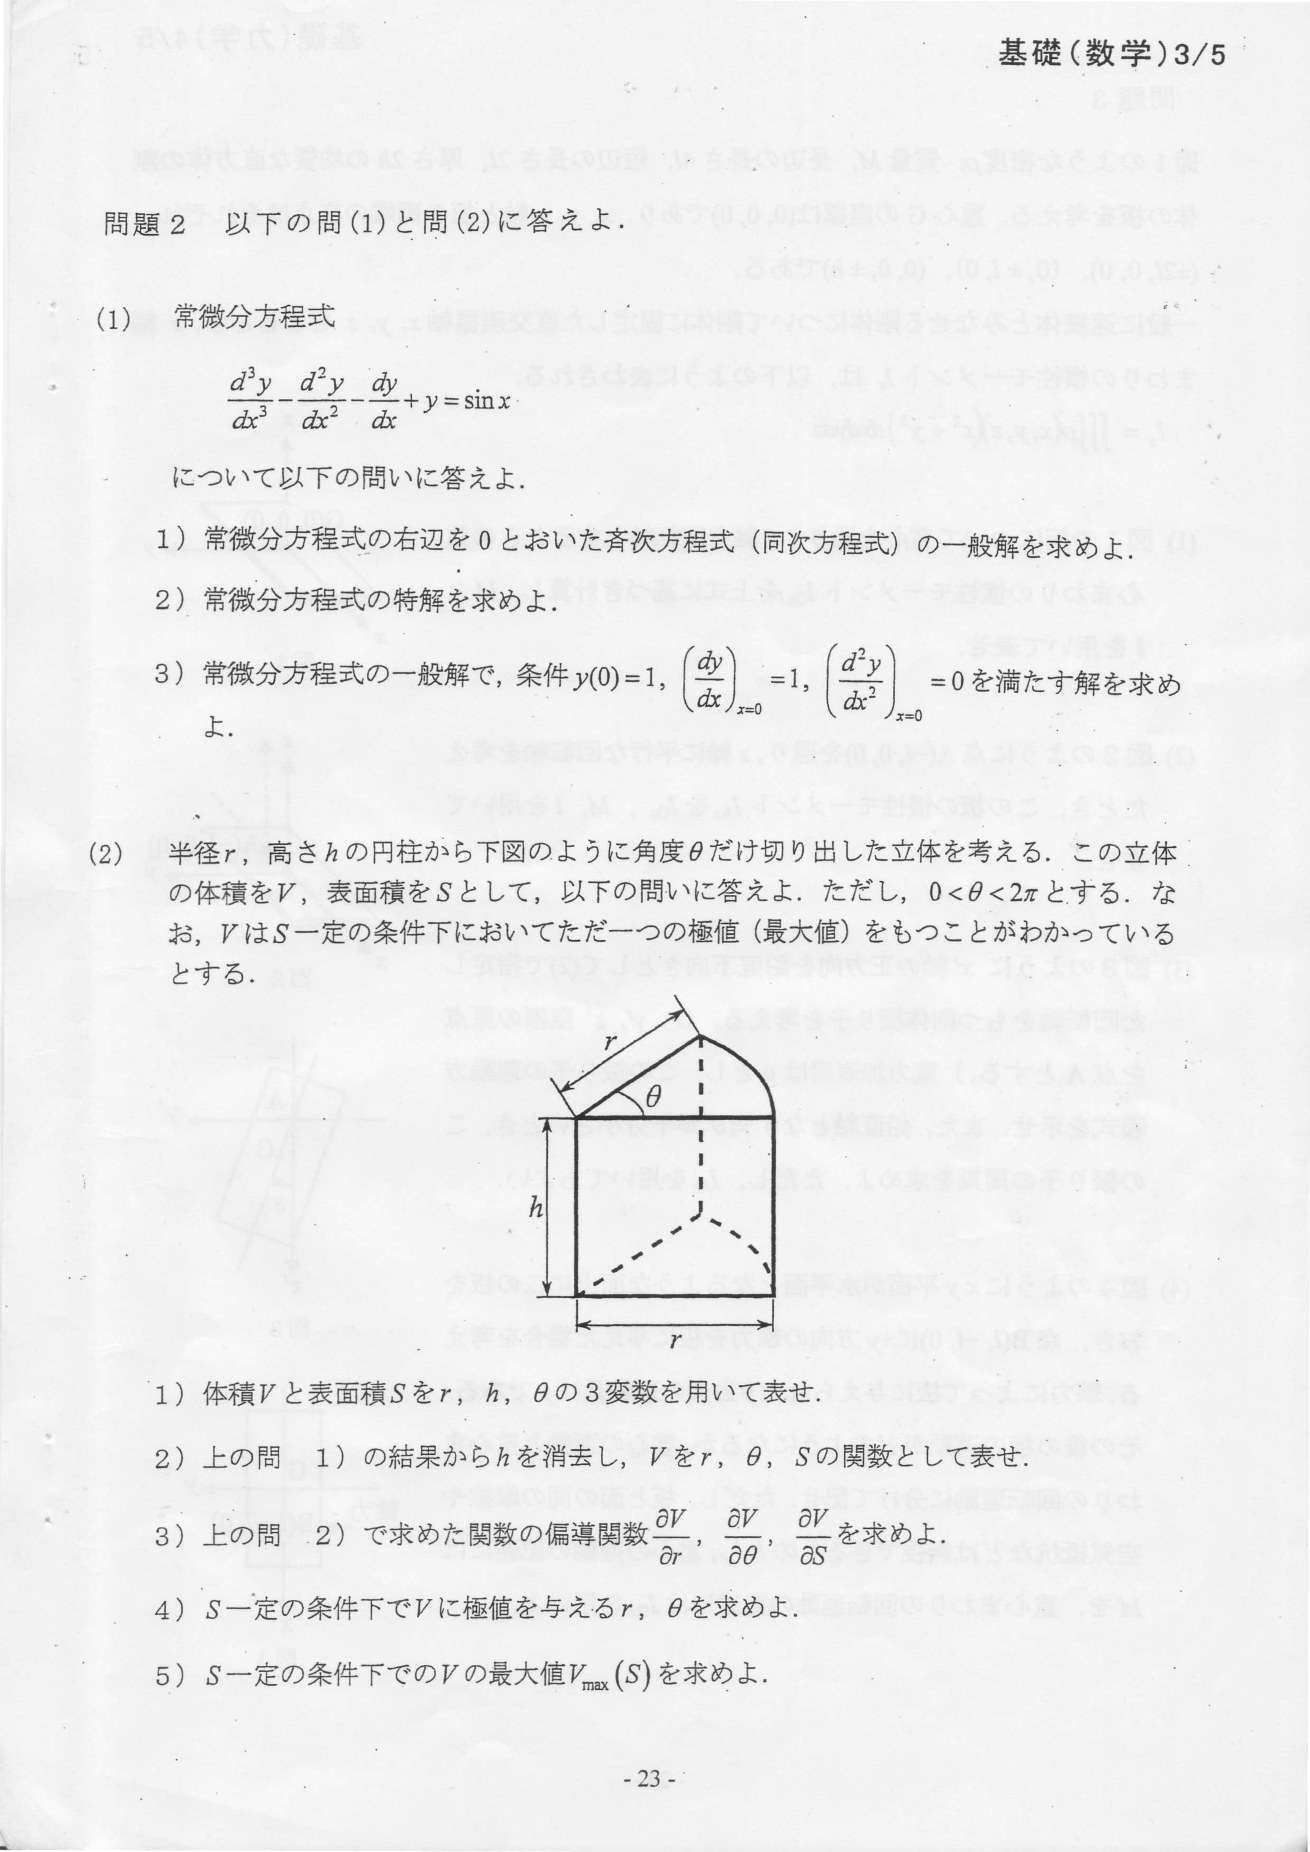 基礎(数学)3/5
問題2　以下の問(1)と問(2)に答えよ．
(1)　常微分方程式
d³y/dx³ − d²y/dx² − dy/dx + y = sin x
について以下の問いに答えよ．
1) 常微分方程式の右辺を0とおいた斉次方程式（同次方程式）の一般解を求めよ．
2) 常微分方程式の特解を求めよ．
3) 常微分方程式の一般解で，条件 y(0)=1, (dy/dx)x=0 =1, (d²y/dx²)x=0 =0を満たす解を求め
よ．
(2)　半径r，高さhの円柱から下図のように角度θだけ切り出した立体を考える．この立体
の体積をV，表面積をSとして，以下の問いに答えよ．ただし，0<θ<2πとする．な
お，VはS一定の条件下においてただ一つの極値（最大値）をもつことがわかっている
とする．
r
θ
h
r
1) 体積Vと表面積Sをr，h，θの3変数を用いて表せ．
2) 上の問　1）の結果からhを消去し，Vをr，θ，Sの関数として表せ．
3) 上の問　2）で求めた関数の偏導関数 ∂V/∂r, ∂V/∂θ, ∂V/∂S を求めよ．
4) S一定の条件下でVに極値を与えるr，θを求めよ．
5) S一定の条件下でのVの最大値Vmax(S)を求めよ．
- 23 -